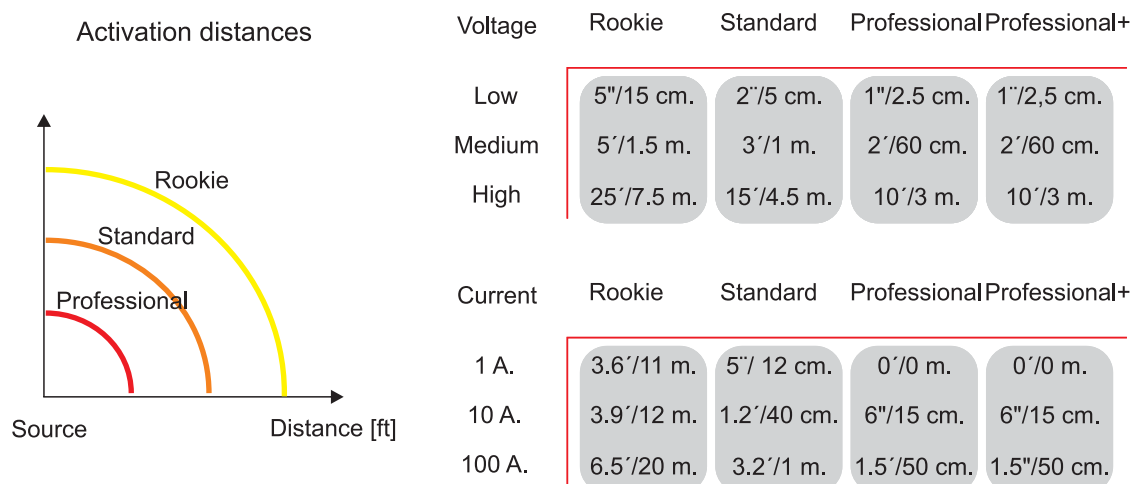 Activation distances
Rookie
Standard
Professional
Source
Distance [ft]
Voltage Rookie Standard Professional Professional+
Low 5"/15 cm. 2¨/5 cm. 1"/2.5 cm. 1¨/2,5 cm.
Medium 5´/1.5 m. 3´/1 m. 2´/60 cm. 2´/60 cm.
High 25´/7.5 m. 15´/4.5 m. 10´/3 m. 10´/3 m.
Current Rookie Standard Professional Professional+
1 A. 3.6´/11 m. 5¨/ 12 cm. 0´/0 m. 0´/0 m.
10 A. 3.9´/12 m. 1.2´/40 cm. 6"/15 cm. 6"/15 cm.
100 A. 6.5´/20 m. 3.2´/1 m. 1.5´/50 cm. 1.5"/50 cm.